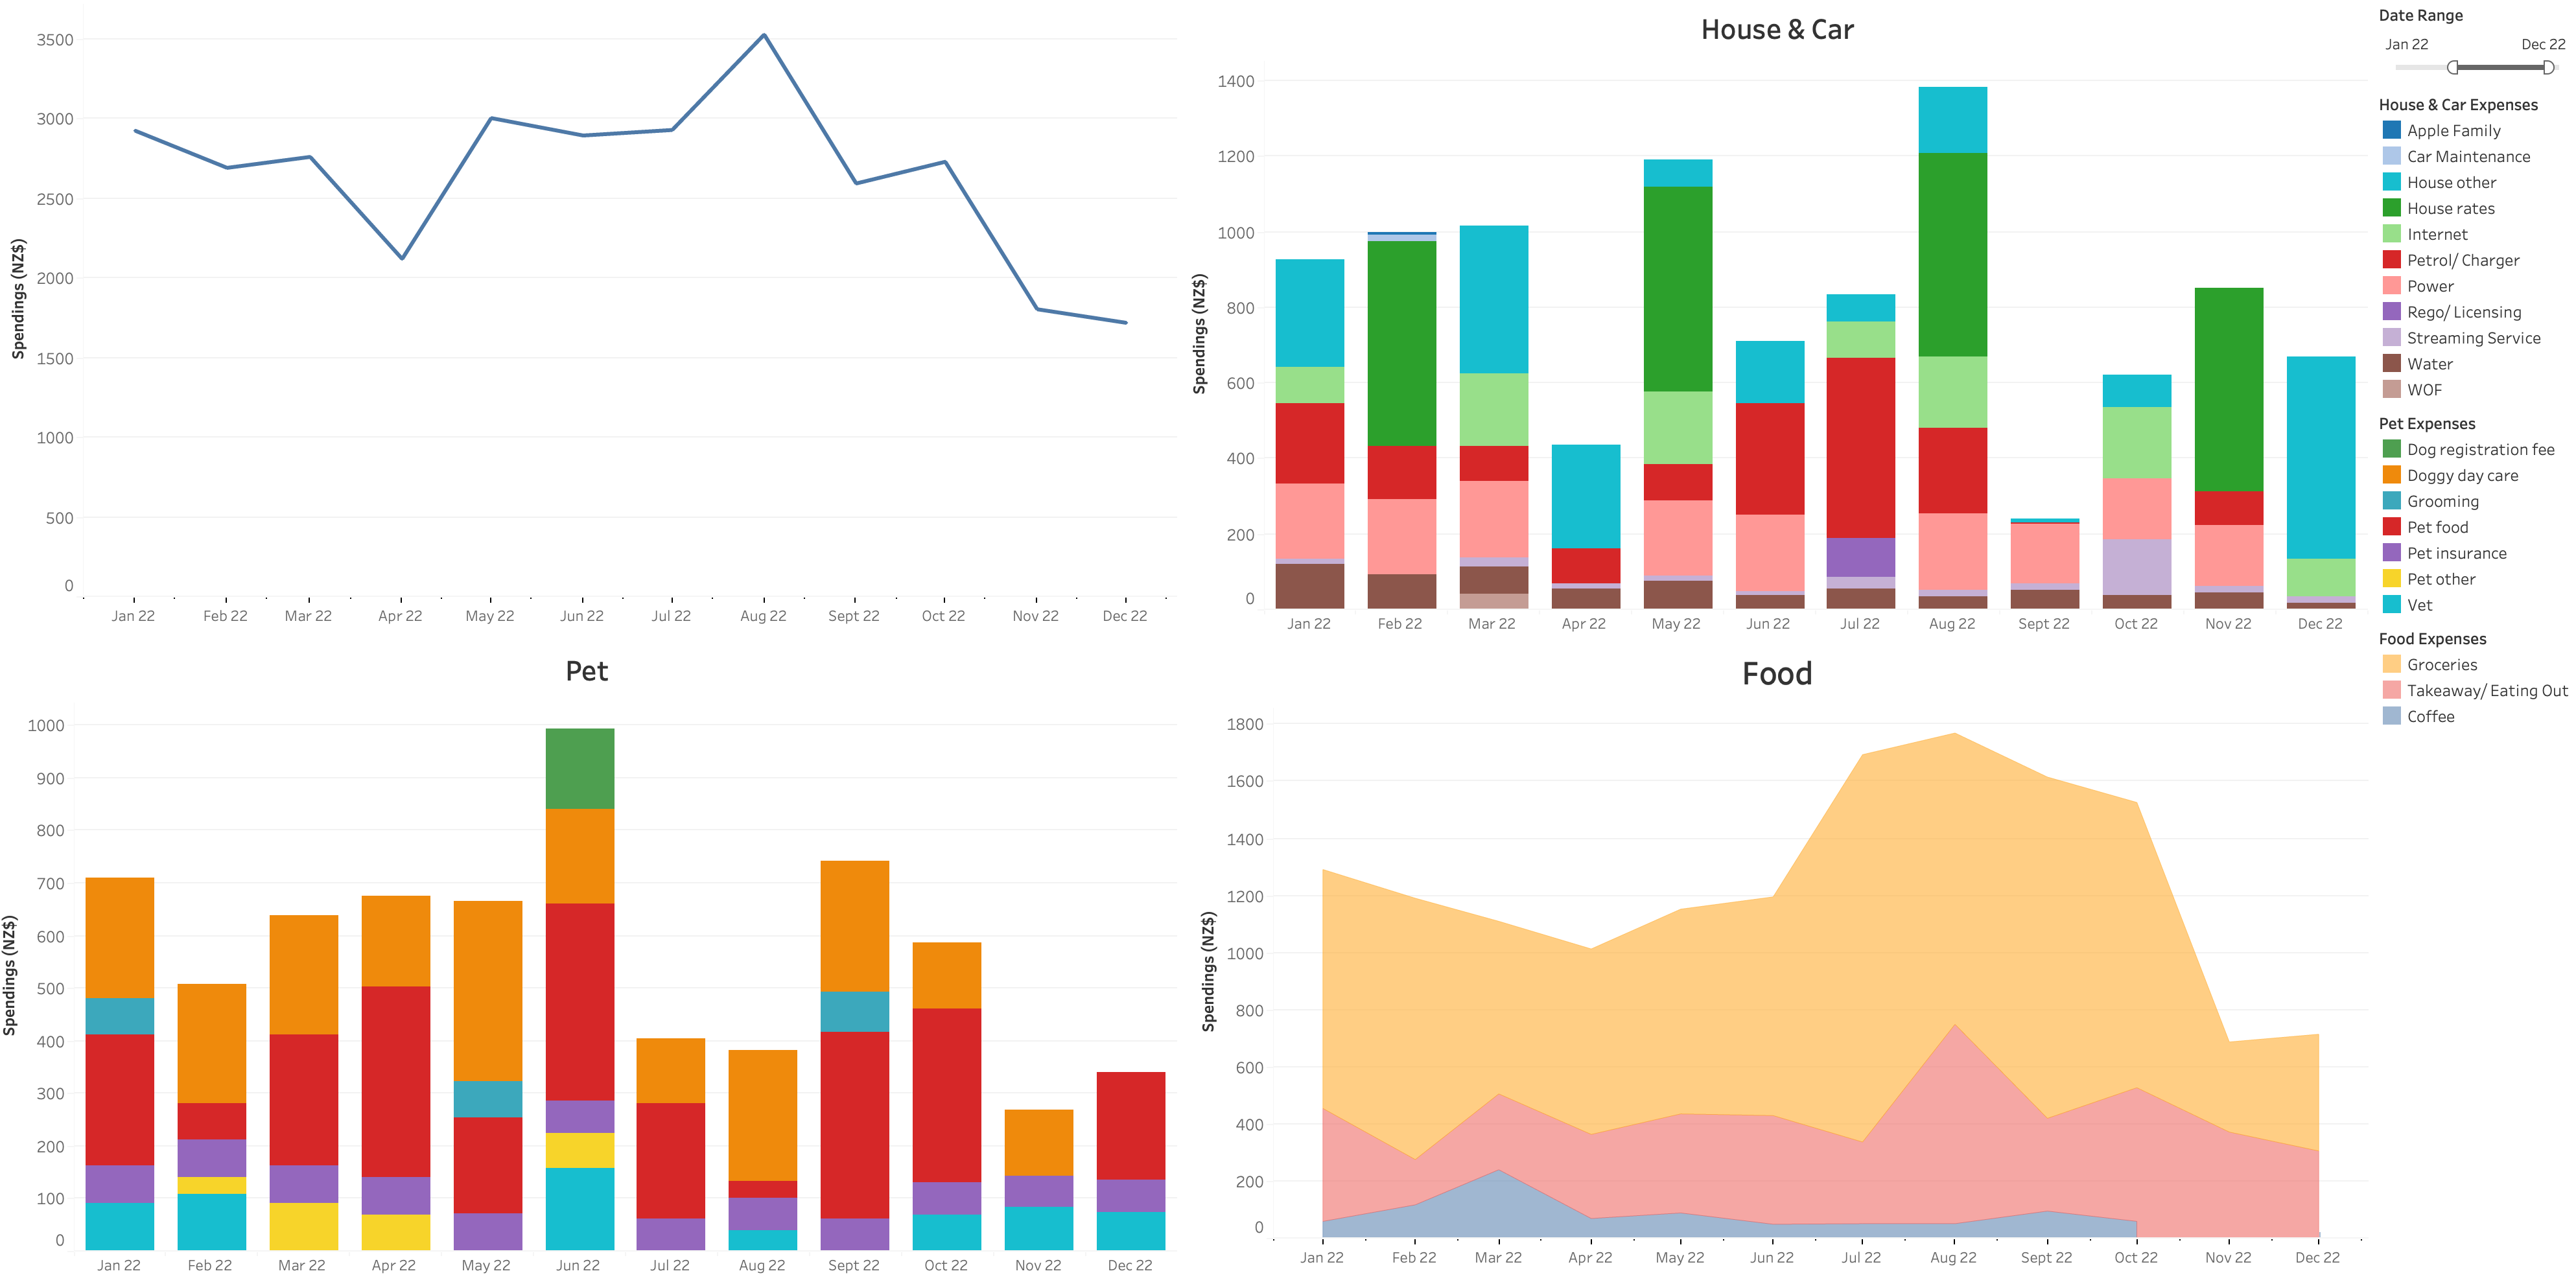 3500
3000
2500
2000
1500
1000
500
0
Spendings (NZ$)
Jan 22 Feb 22 Mar 22 Apr 22 May 22 Jun 22 Jul 22 Aug 22 Sept 22 Oct 22 Nov 22 Dec 22
House & Car
1400
1200
1000
800
600
400
200
0
Spendings (NZ$)
Jan 22 Feb 22 Mar 22 Apr 22 May 22 Jun 22 Jul 22 Aug 22 Sept 22 Oct 22 Nov 22 Dec 22
Date Range
Jan 22 Dec 22
House & Car Expenses
Apple Family
Car Maintenance
House other
House rates
Internet
Petrol/ Charger
Power
Rego/ Licensing
Streaming Service
Water
WOF
Pet Expenses
Dog registration fee
Doggy day care
Grooming
Pet food
Pet insurance
Pet other
Vet
Food Expenses
Groceries
Takeaway/ Eating Out
Coffee
Pet
1000
900
800
700
600
500
400
300
200
100
0
Spendings (NZ$)
Jan 22 Feb 22 Mar 22 Apr 22 May 22 Jun 22 Jul 22 Aug 22 Sept 22 Oct 22 Nov 22 Dec 22
Food
1800
1600
1400
1200
1000
800
600
400
200
0
Spendings (NZ$)
Jan 22 Feb 22 Mar 22 Apr 22 May 22 Jun 22 Jul 22 Aug 22 Sept 22 Oct 22 Nov 22 Dec 22